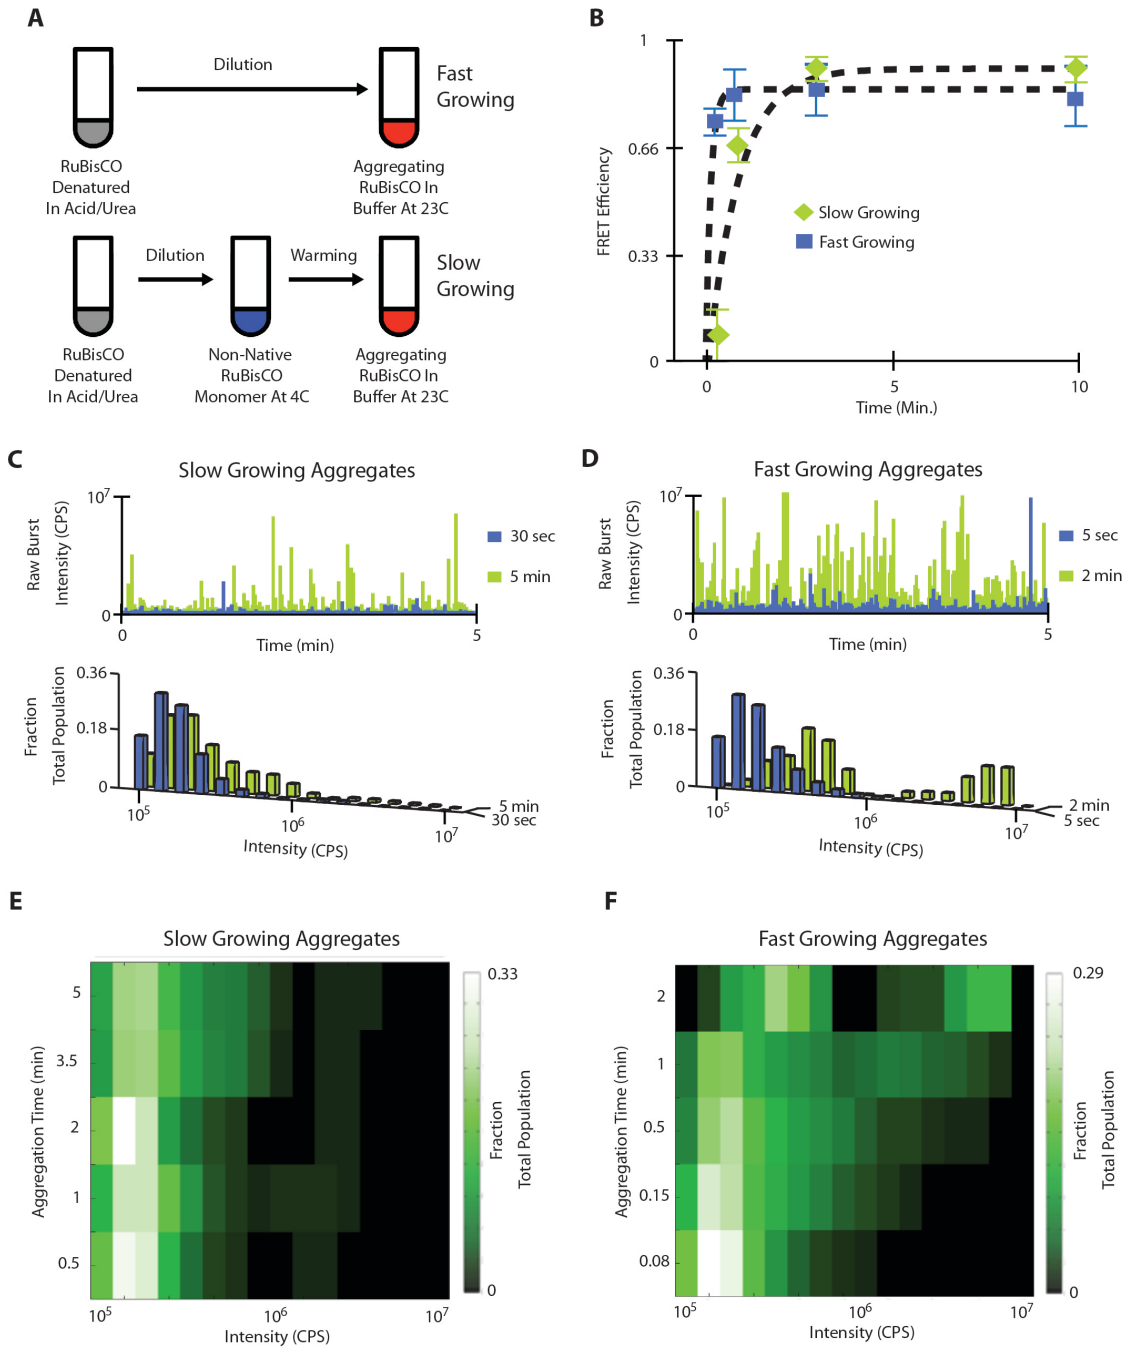 A
RuBisCO
Denatured
In Acid/Urea
Dilution
Aggregating
RuBisCO In
Buffer At 23C
Fast
Growing
RuBisCO
Denatured
In Acid/Urea
Dilution
Non-Native
RuBisCO
Monomer At 4C
Warming
Aggregating
RuBisCO In
Buffer At 23C
Slow
Growing
B
FRET Efficiency
1
0.66
0.33
0
Slow Growing
Fast Growing
0
5
10
Time (Min.)
C
Slow Growing Aggregates
Raw Burst
Intensity (CPS)
10^7
0
30 sec
5 min
0
5
Time (min)
Fraction
Total Population
0.36
0.18
0
10^5
10^6
10^7
5 min
30 sec
Intensity (CPS)
D
Fast Growing Aggregates
Raw Burst
Intensity (CPS)
10^7
0
5 sec
2 min
0
5
Time (min)
Fraction
Total Population
0.36
0.18
0
10^5
10^6
10^7
2 min
5 sec
Intensity (CPS)
E
Slow Growing Aggregates
Aggregation Time (min)
5
3.5
2
1
0.5
10^5
10^6
10^7
Intensity (CPS)
0.33
0
Fraction
Total Population
F
Fast Growing Aggregates
Aggregation Time (min)
2
1
0.5
0.15
0.08
10^5
10^6
10^7
Intensity (CPS)
0.29
0
Fraction
Total Population